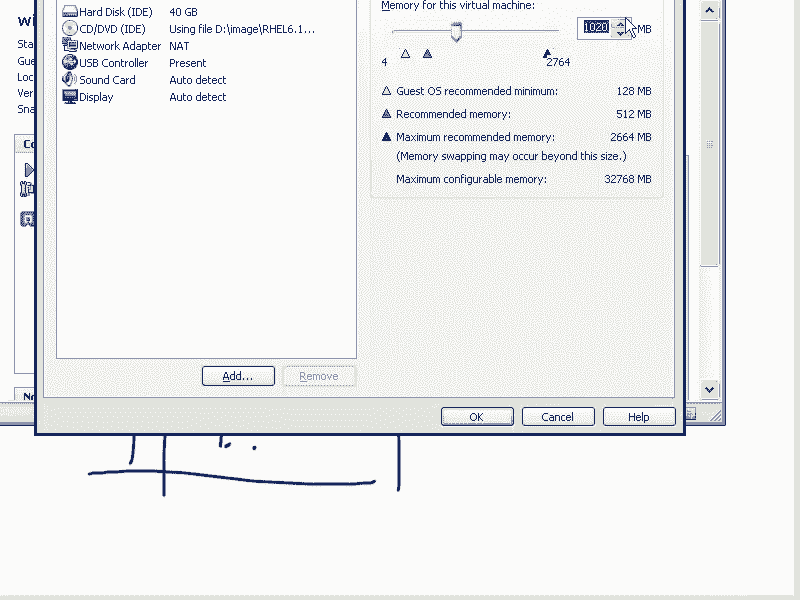 wi
Sta
Gue
Loc
Ver
Sna
Co
No
Hard Disk (IDE) 40 GB
CD/DVD (IDE) Using file D:\image\RHEL6.1...
Network Adapter NAT
USB Controller Present
Sound Card Auto detect
Display Auto detect
Add...
Remove
Memory for this virtual machine:
1020 MB
4
2764
Guest OS recommended minimum: 128 MB
Recommended memory: 512 MB
Maximum recommended memory: 2664 MB
(Memory swapping may occur beyond this size.)
Maximum configurable memory: 32768 MB
OK
Cancel
Help